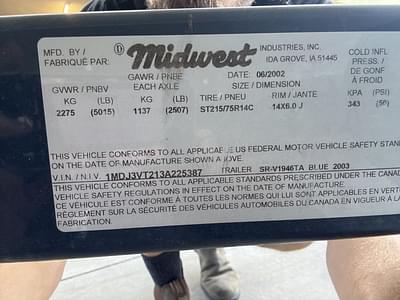 MFD. BY / Ⓓ Midwest INDUSTRIES, INC. COLD INFL
FABRIQUÉ PAR: IDA GROVE, IA 51445 PRESS. /
GAWR / PNBE DATE: 06/2002 DE GONF
GVWR / PNBV EACH AXLE SIZE / DIMENSION À FROID
KG (LB) KG (LB) TIRE / PNEU RIM / JANTE KPA
2275 (5015) 1137 (2507) ST215/75R14C 14X6.0 J 343 (50)
THIS VEHICLE CONFORMS TO ALL APPLICABLE US FEDERAL MOTOR VEHICLE SAFETY STAN
ON THE DATE OF MANUFACTURE SHOWN ABOVE.
V.I.N. / N.I.V. 1MDJ3VT213A225387 TRAILER SR-V1946TA BLUE 2003
THIS VEHICLE CONFORMS TO ALL APPLICABLE STANDARDS PRESCRIBED UNDER THE CANA
VEHICLE SAFETY REGULATIONS IN EFFECT ON THE DATE OF MANUFACTURE.
CE VÉHICULE EST CONFORME À TOUTES LES NORMES QUI LUI SONT APPLICABLES EN VERTU
RÈGLEMENT SUR LA SÉCURITÉ DES VÉHICULES AUTOMOBILES DU CANADA EN VIGUEUR À LA
FABRICATION.